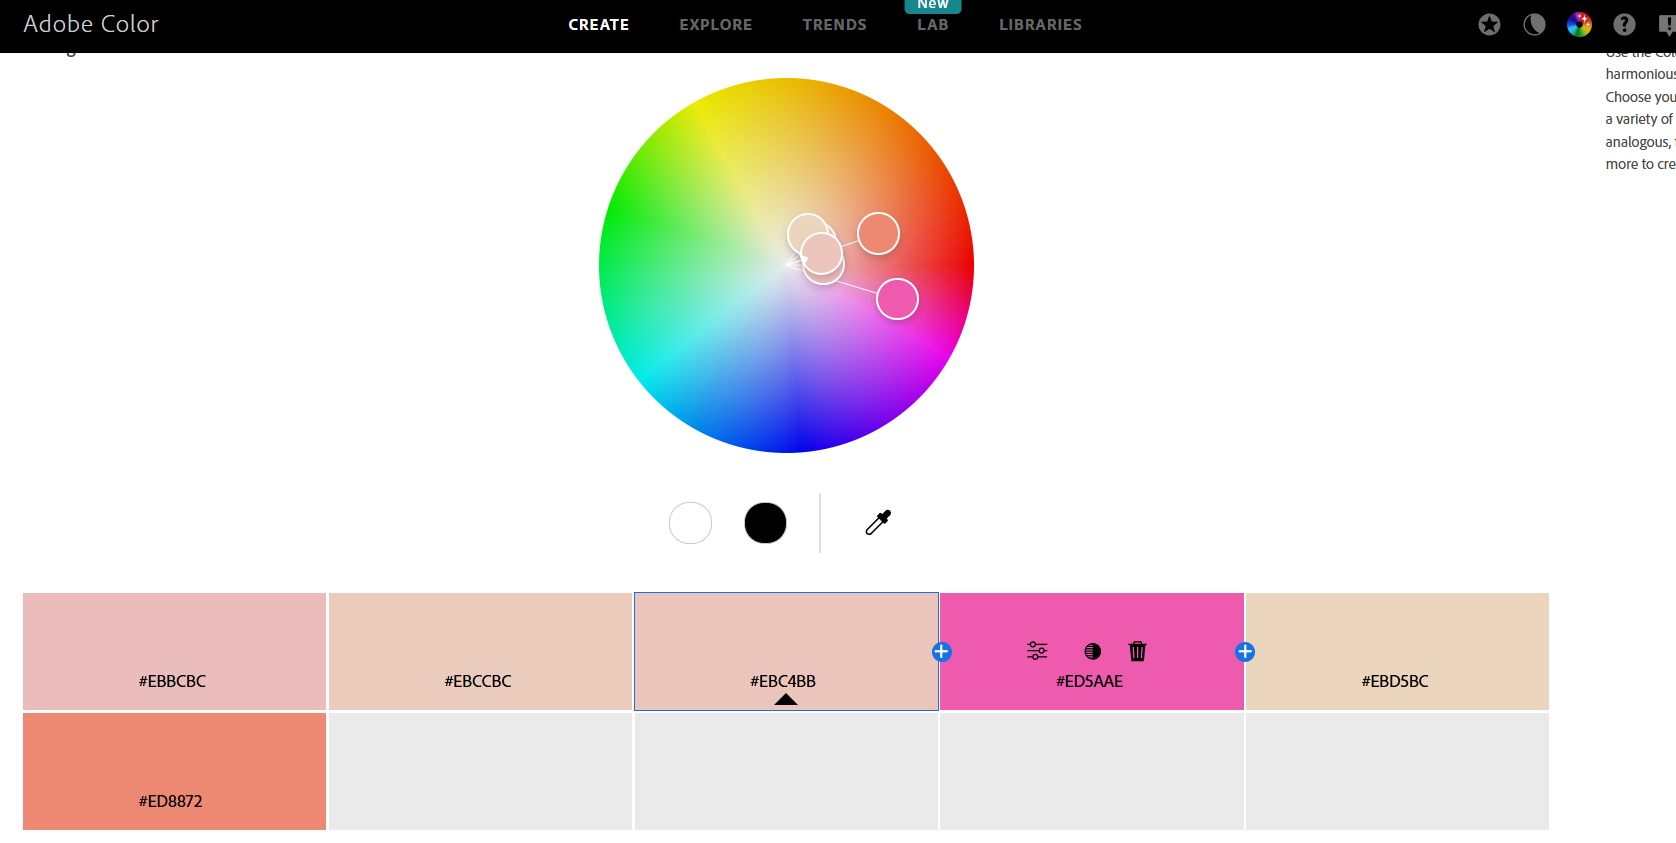 Adobe Color
CREATE
EXPLORE
TRENDS
New
LAB
LIBRARIES
harmonious
Choose you
a variety of
analogous,
more to cre
#EBBCBC
#EBCCBC
#EBC4BB
#ED5AAE
#EBD5BC
#ED8872